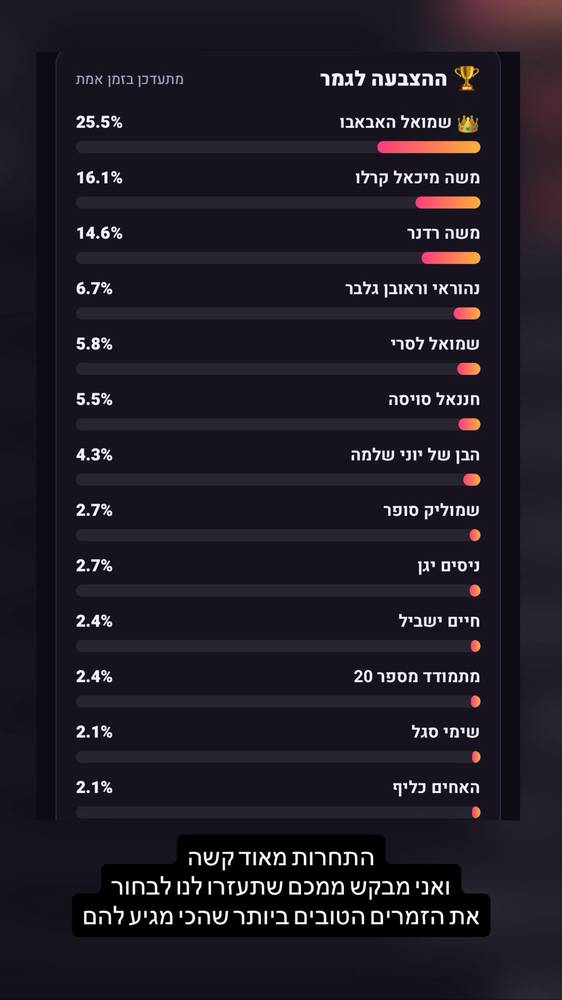 🏆 ההצבעה לגמר מתעדכן בזמן אמת
👑 שמואל האבאבו 25.5%
משה מיכאל קרלו 16.1%
משה רדנר 14.6%
נהוראי וראובן גלבר 6.7%
שמואל לסרי 5.8%
חננאל סויסה 5.5%
הבן של יוני שלמה 4.3%
שמוליק סופר 2.7%
ניסים יגן 2.7%
חיים ישביל 2.4%
מתמודד מספר 20 2.4%
שימי סגל 2.1%
האחים כליף 2.1%
התחרות מאוד קשה
ואני מבקש ממכם שתעזרו לנו לבחור
את הזמרים הטובים ביותר שהכי מגיע להם